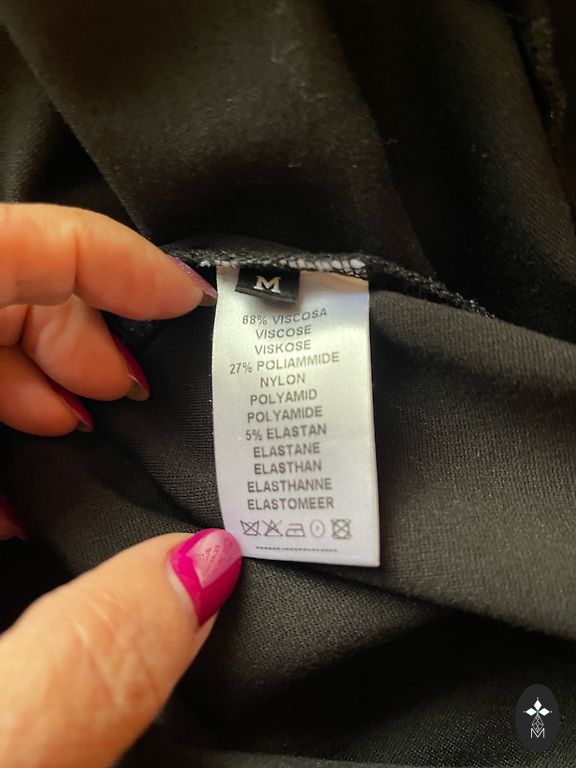 M
68% VISCOSA
VISCOSE
VISKOSE
27% POLIAMMIDE
NYLON
POLYAMID
POLYAMIDE
5% ELASTAN
ELASTANE
ELASTHAN
ELASTHANNE
ELASTOMEER
M